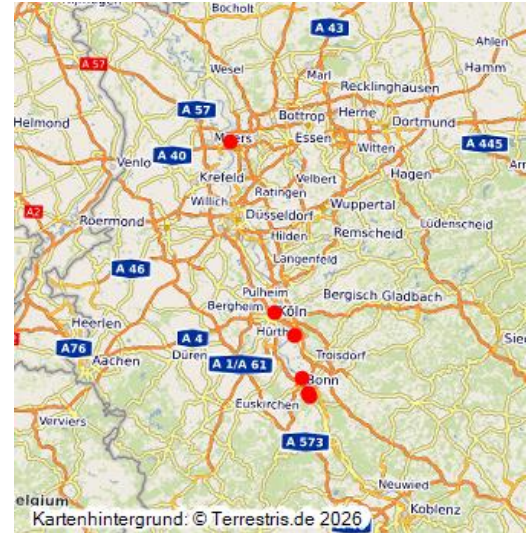 Bocholt
A 43
Ahlen
A 57
Wesel
Marl
Hamm
Recklinghausen
A 57
Bottrop
Herne
Dortmund
Helmond
Essen
Witten
A 445
Venlo
A 40
Velbert
Hagen
Krefeld
Ratingen
Willich
Wuppertal
A2
Düsseldorf
Roermond
Hilden
Remscheid
Lüdenscheid
Langenfeld
A 46
Pulheim
Bergisch Gladbach
Bergheim
Köln
Heerlen
Hürth
A 4
A76
Düren
Troisdorf
Aachen
A 1/A 61
Bonn
Euskirchen
Verviers
A 573
Neuwied
elgium
Koblenz
Kartenhintergrund: © Terrestris.de 2026